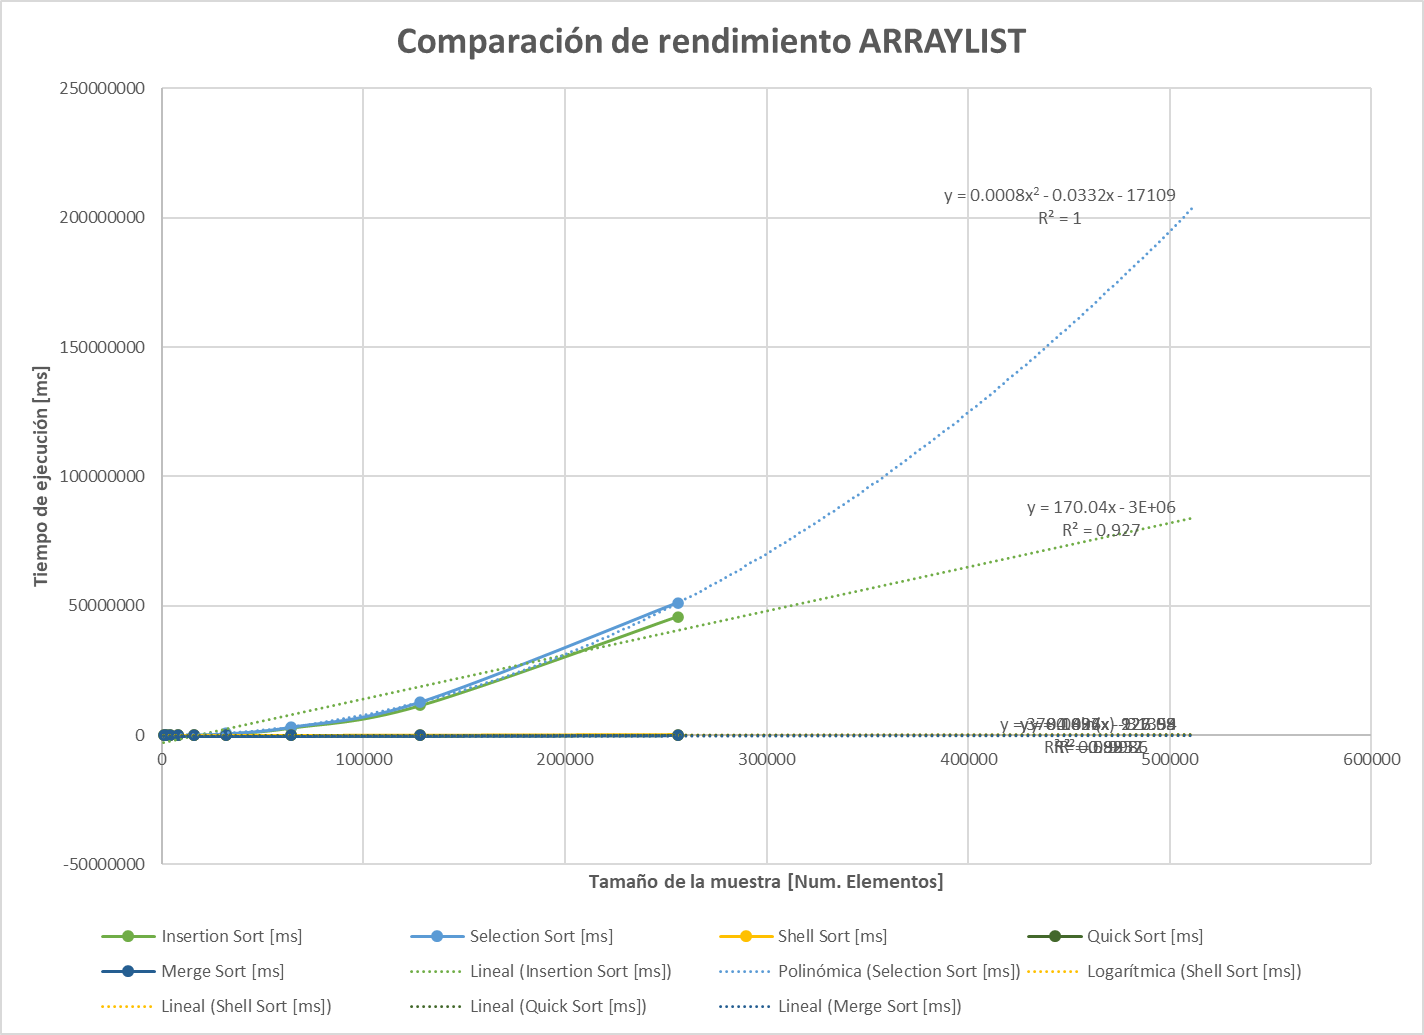 Comparación de rendimiento ARRAYLIST
250000000
200000000
150000000
100000000
50000000
0
-50000000
Tiempo de ejecución [ms]
y = 0.0008x² - 0.0332x - 17109
R² = 1
y = 170.04x - 3E+06
R² = 0.927
0 100000 200000 300000 400000 500000 600000
Tamaño de la muestra [Num. Elementos]
Insertion Sort [ms] Selection Sort [ms] Shell Sort [ms] Quick Sort [ms]
Merge Sort [ms] Lineal (Insertion Sort [ms]) Polinómica (Selection Sort [ms]) Logarítmica (Shell Sort [ms])
Lineal (Shell Sort [ms]) Lineal (Quick Sort [ms]) Lineal (Merge Sort [ms])